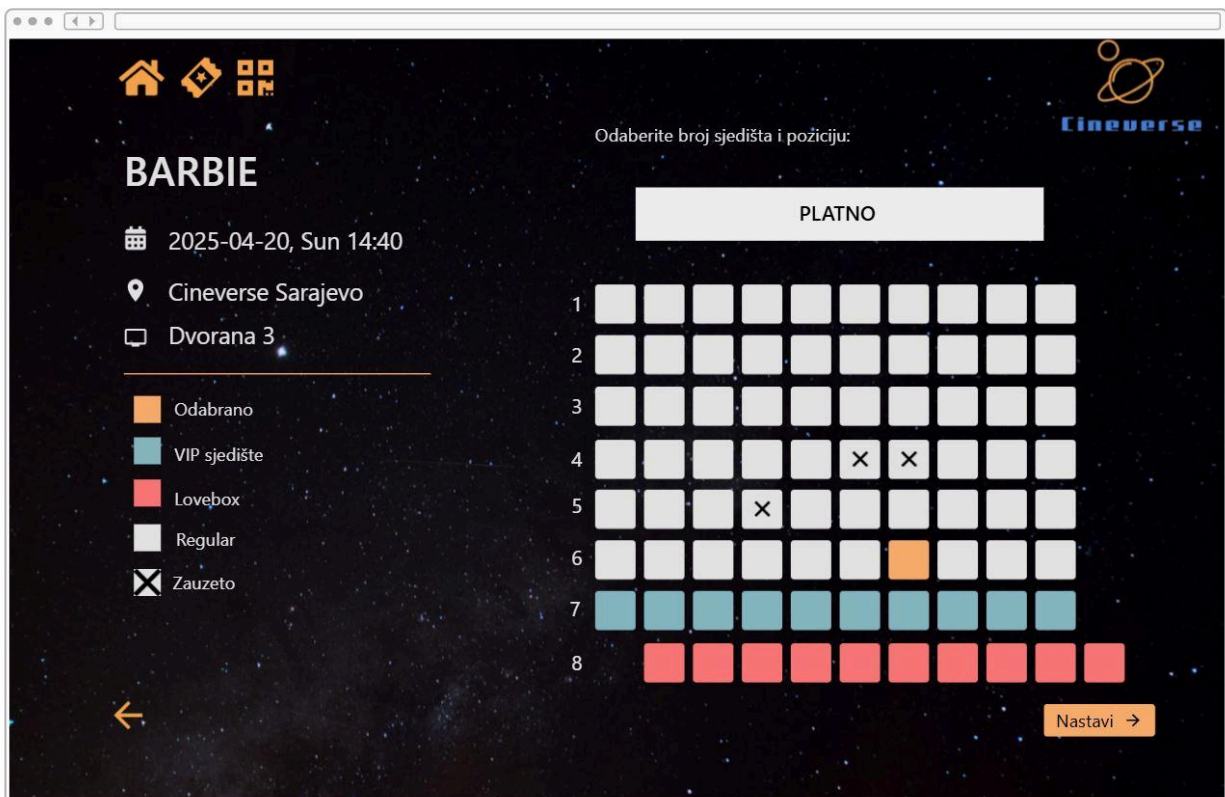 Cineverse
Odaberite broj sjedišta i poziciju:
BARBIE
PLATNO
2025-04-20, Sun 14:40
Cineverse Sarajevo
Dvorana 3
1
2
3
4
5
6
7
8
Odabrano
VIP sjedište
Lovebox
Regular
Zauzeto
Nastavi